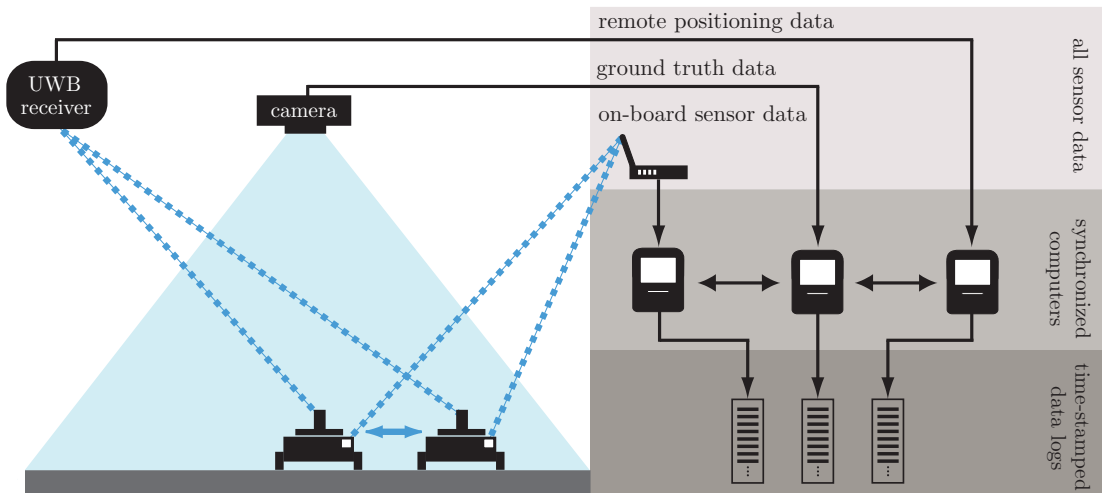 remote positioning data
UWB
receiver
ground truth data
camera
on-board sensor data
all sensor data
synchronized
computers
time-stamped
data logs